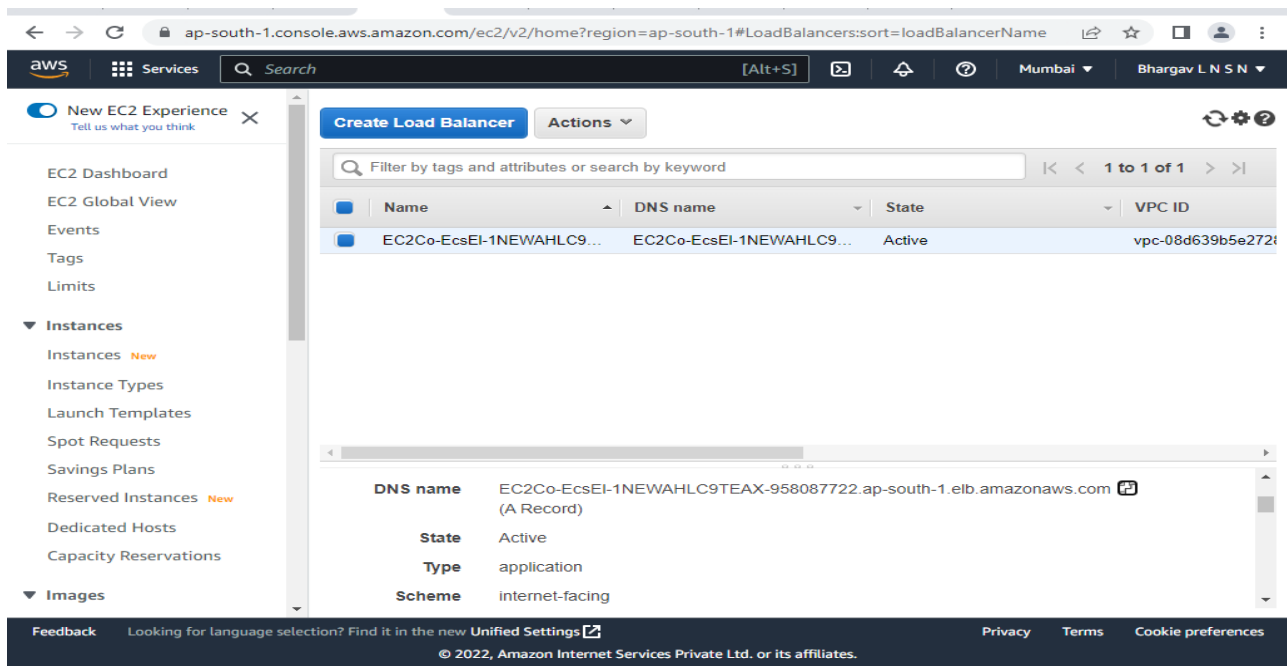 ap-south-1.console.aws.amazon.com/ec2/v2/home?region=ap-south-1#LoadBalancers:sort=loadBalancerName
aws Services Search [Alt+S] Mumbai Bhargav L N S N
New EC2 Experience
Tell us what you think
EC2 Dashboard
EC2 Global View
Events
Tags
Limits
Instances
Instances New
Instance Types
Launch Templates
Spot Requests
Savings Plans
Reserved Instances New
Dedicated Hosts
Capacity Reservations
Images
Create Load Balancer Actions
Filter by tags and attributes or search by keyword 1 to 1 of 1
Name DNS name State VPC ID
EC2Co-EcsEl-1NEWAHLC9... EC2Co-EcsEl-1NEWAHLC9... Active vpc-08d639b5e2728
DNS name EC2Co-EcsEl-1NEWAHLC9TEAX-958087722.ap-south-1.elb.amazonaws.com
(A Record)
State Active
Type application
Scheme internet-facing
Feedback Looking for language selection? Find it in the new Unified Settings Privacy Terms Cookie preferences
© 2022, Amazon Internet Services Private Ltd. or its affiliates.